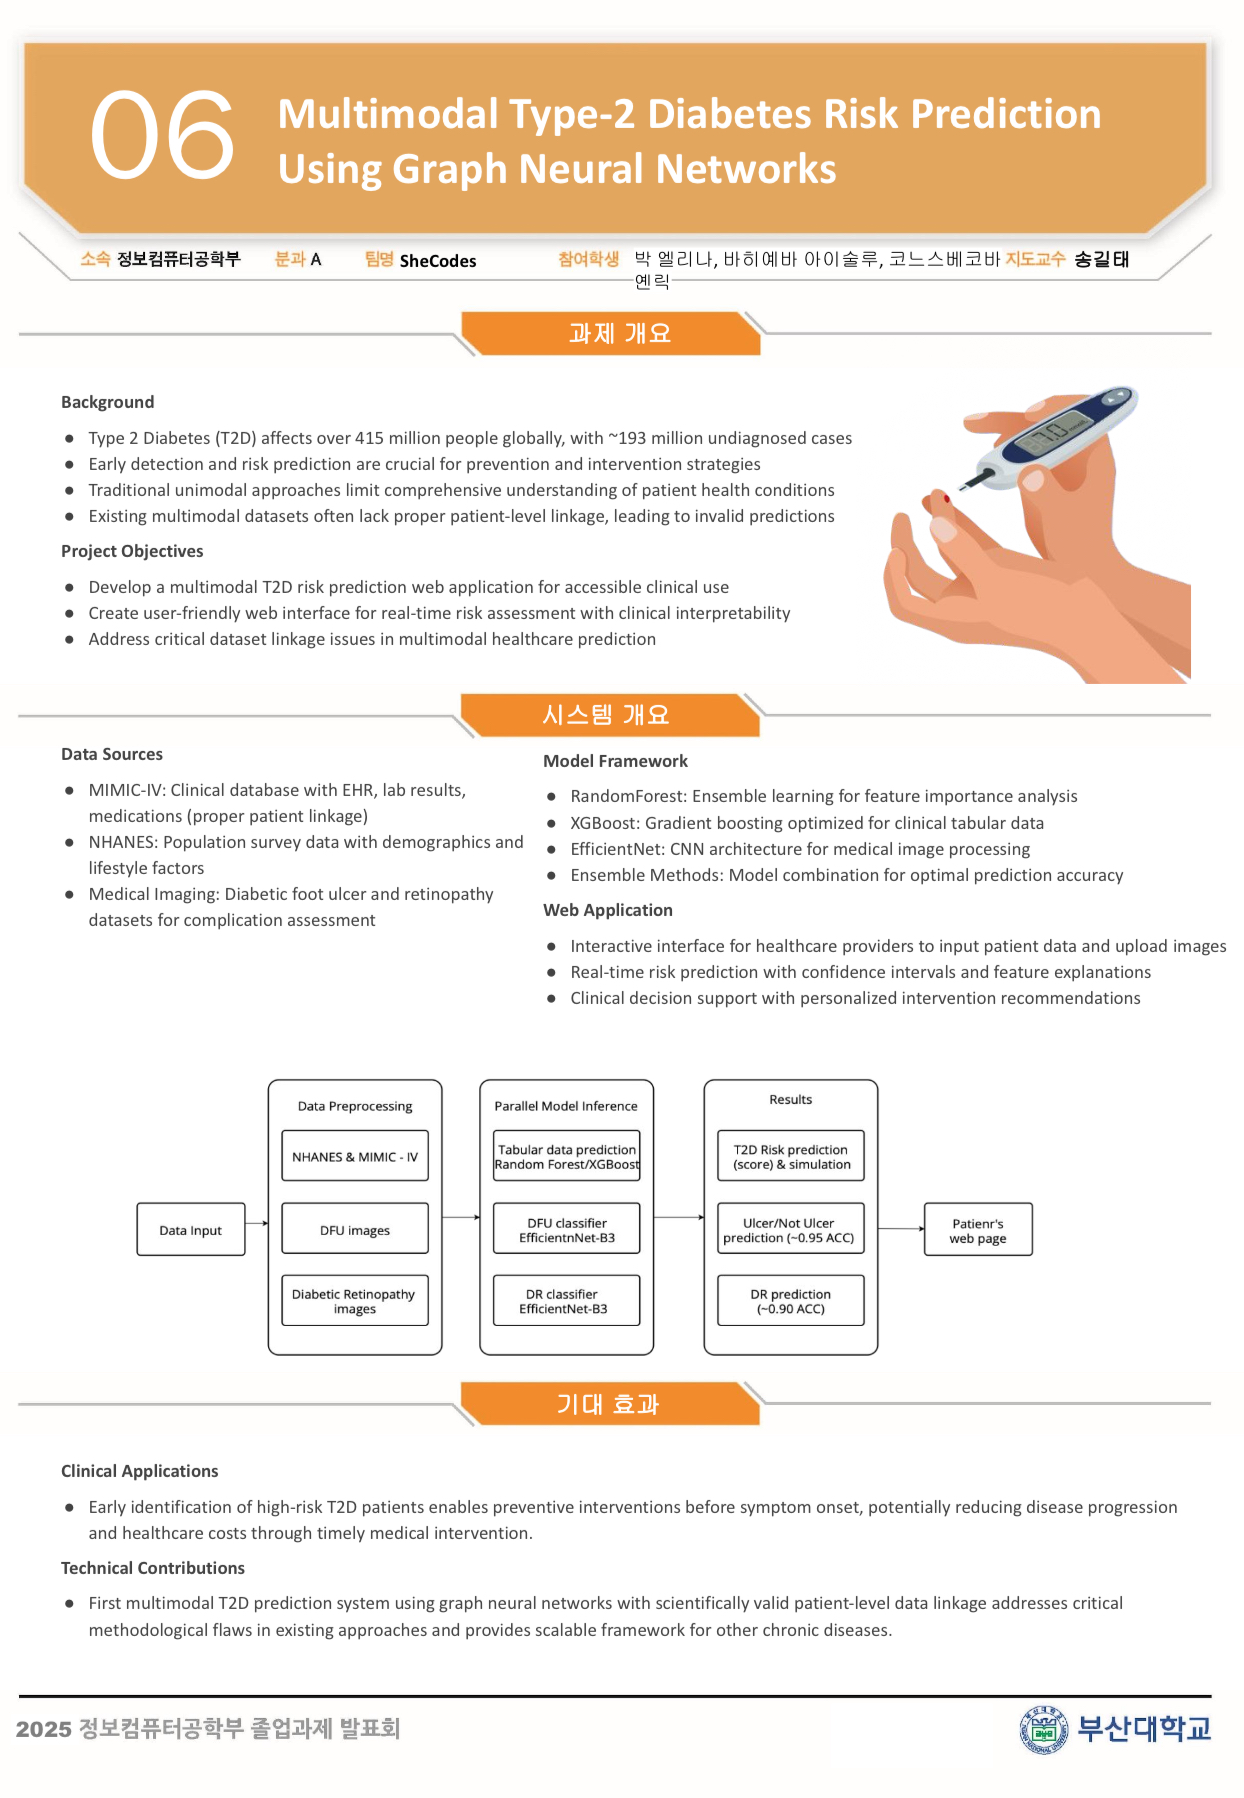 06
Multimodal Type-2 Diabetes Risk Prediction
Using Graph Neural Networks
소속 정보컴퓨터공학부 분과 A 팀명 SheCodes 참여학생 박 엘리나, 바히예바 아이술루, 코느스베코바 지도교수 송길태
옌릭
과제 개요
Background
● Type 2 Diabetes (T2D) affects over 415 million people globally, with ~193 million undiagnosed cases
● Early detection and risk prediction are crucial for prevention and intervention strategies
● Traditional unimodal approaches limit comprehensive understanding of patient health conditions
● Existing multimodal datasets often lack proper patient-level linkage, leading to invalid predictions
Project Objectives
● Develop a multimodal T2D risk prediction web application for accessible clinical use
● Create user-friendly web interface for real-time risk assessment with clinical interpretability
● Address critical dataset linkage issues in multimodal healthcare prediction
7.0
시스템 개요
Data Sources
● MIMIC-IV: Clinical database with EHR, lab results,
medications (proper patient linkage)
● NHANES: Population survey data with demographics and
lifestyle factors
● Medical Imaging: Diabetic foot ulcer and retinopathy
datasets for complication assessment
Model Framework
● RandomForest: Ensemble learning for feature importance analysis
● XGBoost: Gradient boosting optimized for clinical tabular data
● EfficientNet: CNN architecture for medical image processing
● Ensemble Methods: Model combination for optimal prediction accuracy
Web Application
● Interactive interface for healthcare providers to input patient data and upload images
● Real-time risk prediction with confidence intervals and feature explanations
● Clinical decision support with personalized intervention recommendations
Data Input
Data Preprocessing
NHANES & MIMIC - IV
DFU images
Diabetic Retinopathy
images
Parallel Model Inference
Tabular data prediction
Random Forest/XGBoost
DFU classifier
EfficientnNet-B3
DR classifier
EfficientNet-B3
Results
T2D Risk prediction
(score) & simulation
Ulcer/Not Ulcer
prediction (~0.95 ACC)
DR prediction
(~0.90 ACC)
Patienr's
web page
기대 효과
Clinical Applications
● Early identification of high-risk T2D patients enables preventive interventions before symptom onset, potentially reducing disease progression
and healthcare costs through timely medical intervention.
Technical Contributions
● First multimodal T2D prediction system using graph neural networks with scientifically valid patient-level data linkage addresses critical
methodological flaws in existing approaches and provides scalable framework for other chronic diseases.
2025 정보컴퓨터공학부 졸업과제 발표회
부산대학교